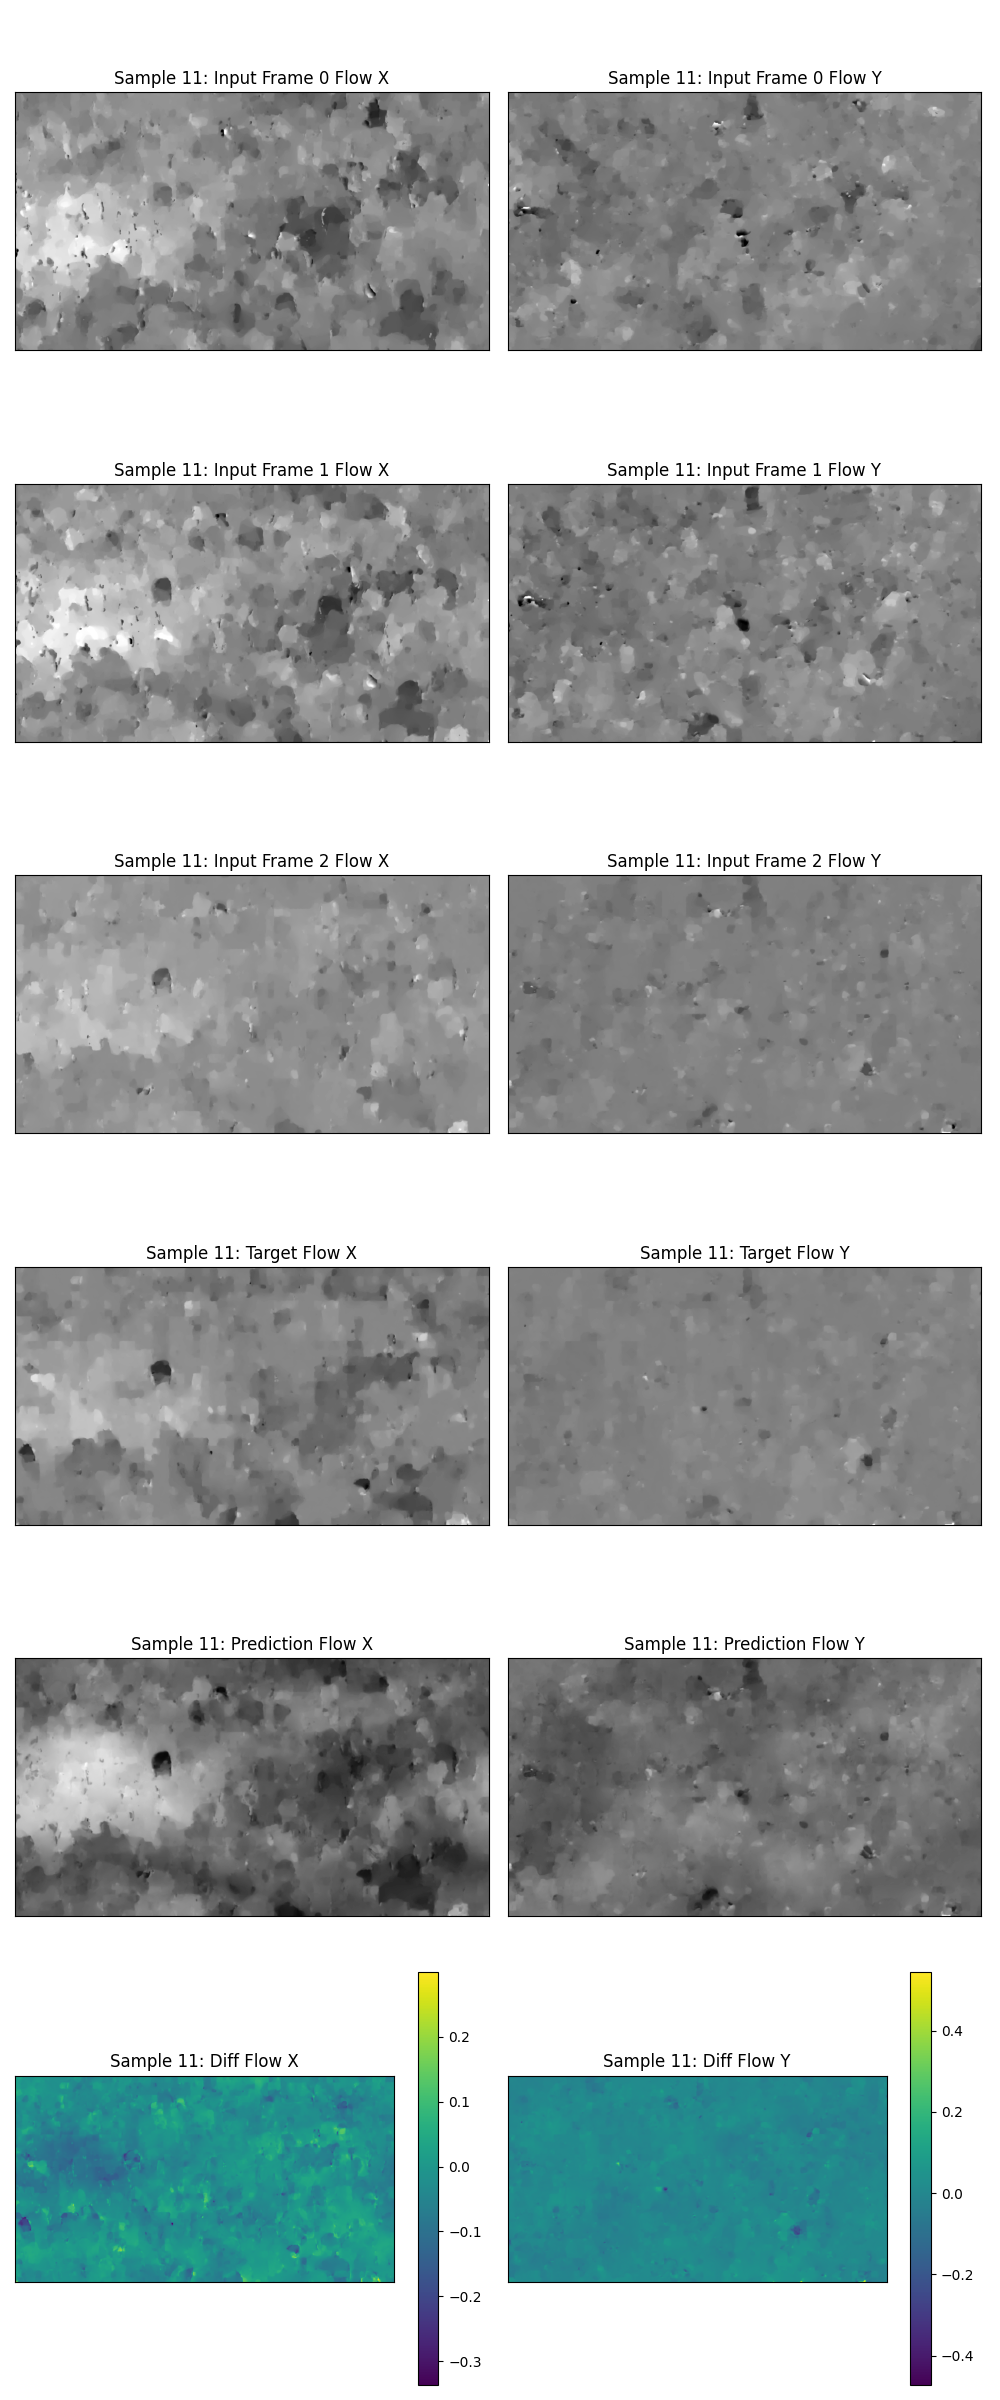 Sample 11: Input Frame 0 Flow X
Sample 11: Input Frame 0 Flow Y
Sample 11: Input Frame 1 Flow X
Sample 11: Input Frame 1 Flow Y
Sample 11: Input Frame 2 Flow X
Sample 11: Input Frame 2 Flow Y
Sample 11: Target Flow X
Sample 11: Target Flow Y
Sample 11: Prediction Flow X
Sample 11: Prediction Flow Y
Sample 11: Diff Flow X
0.2
0.1
0.0
−0.1
−0.2
−0.3
Sample 11: Diff Flow Y
0.4
0.2
0.0
−0.2
−0.4